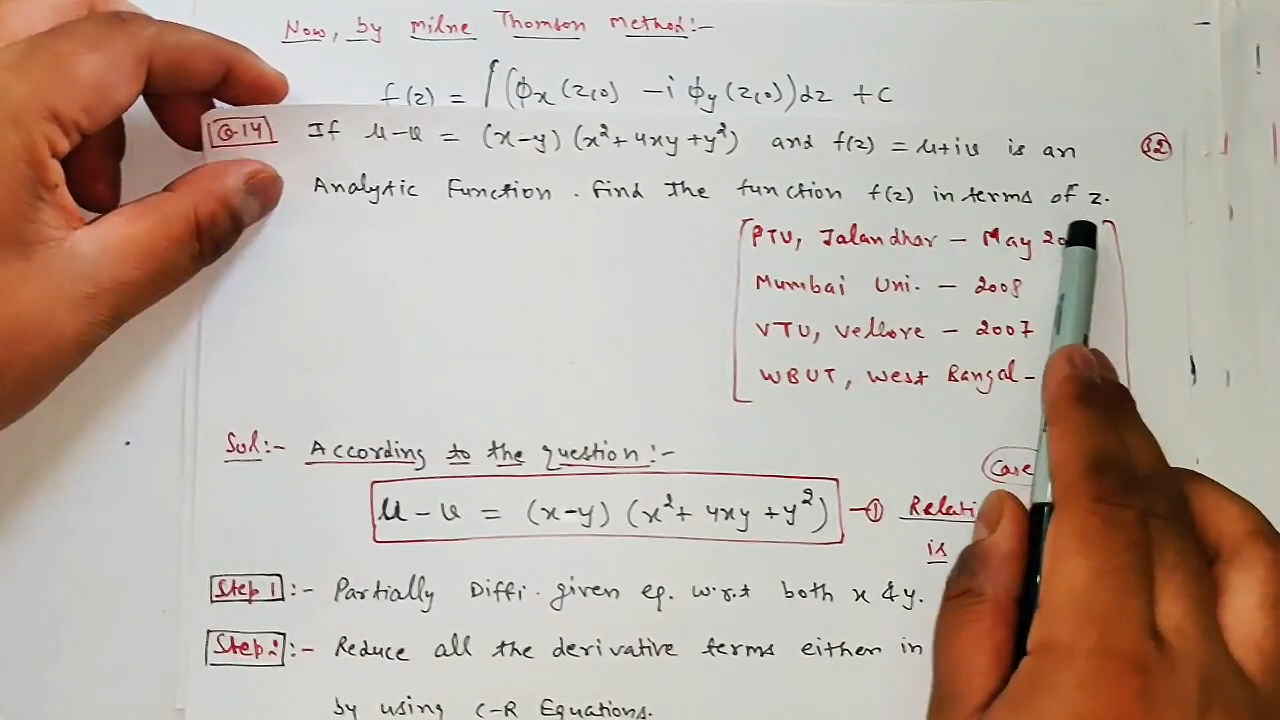 Now, by Milne Thomson Method:-
f(z) = ∫(ϕx(z,0) - i ϕy(z,0))dz + c
Q-14 If u-v = (x-y)(x²+4xy+y²) and f(z) = u+iv is an 32
Analytic Function. Find the function f(z) in terms of z.
[PTU, Jalandhar - May
Mumbai Uni. - 2008
VTU, Vellore - 2007
WBUT, West Bangal-
Sol:- According to the question:-
Case
u-v = (x-y)(x²+4xy+y²) -① 
is
Step 1:- Partially Diffi. given eq. w.r.t both x & y.
Step 2:- Reduce all the derivative terms either in
by using C-R Equations.